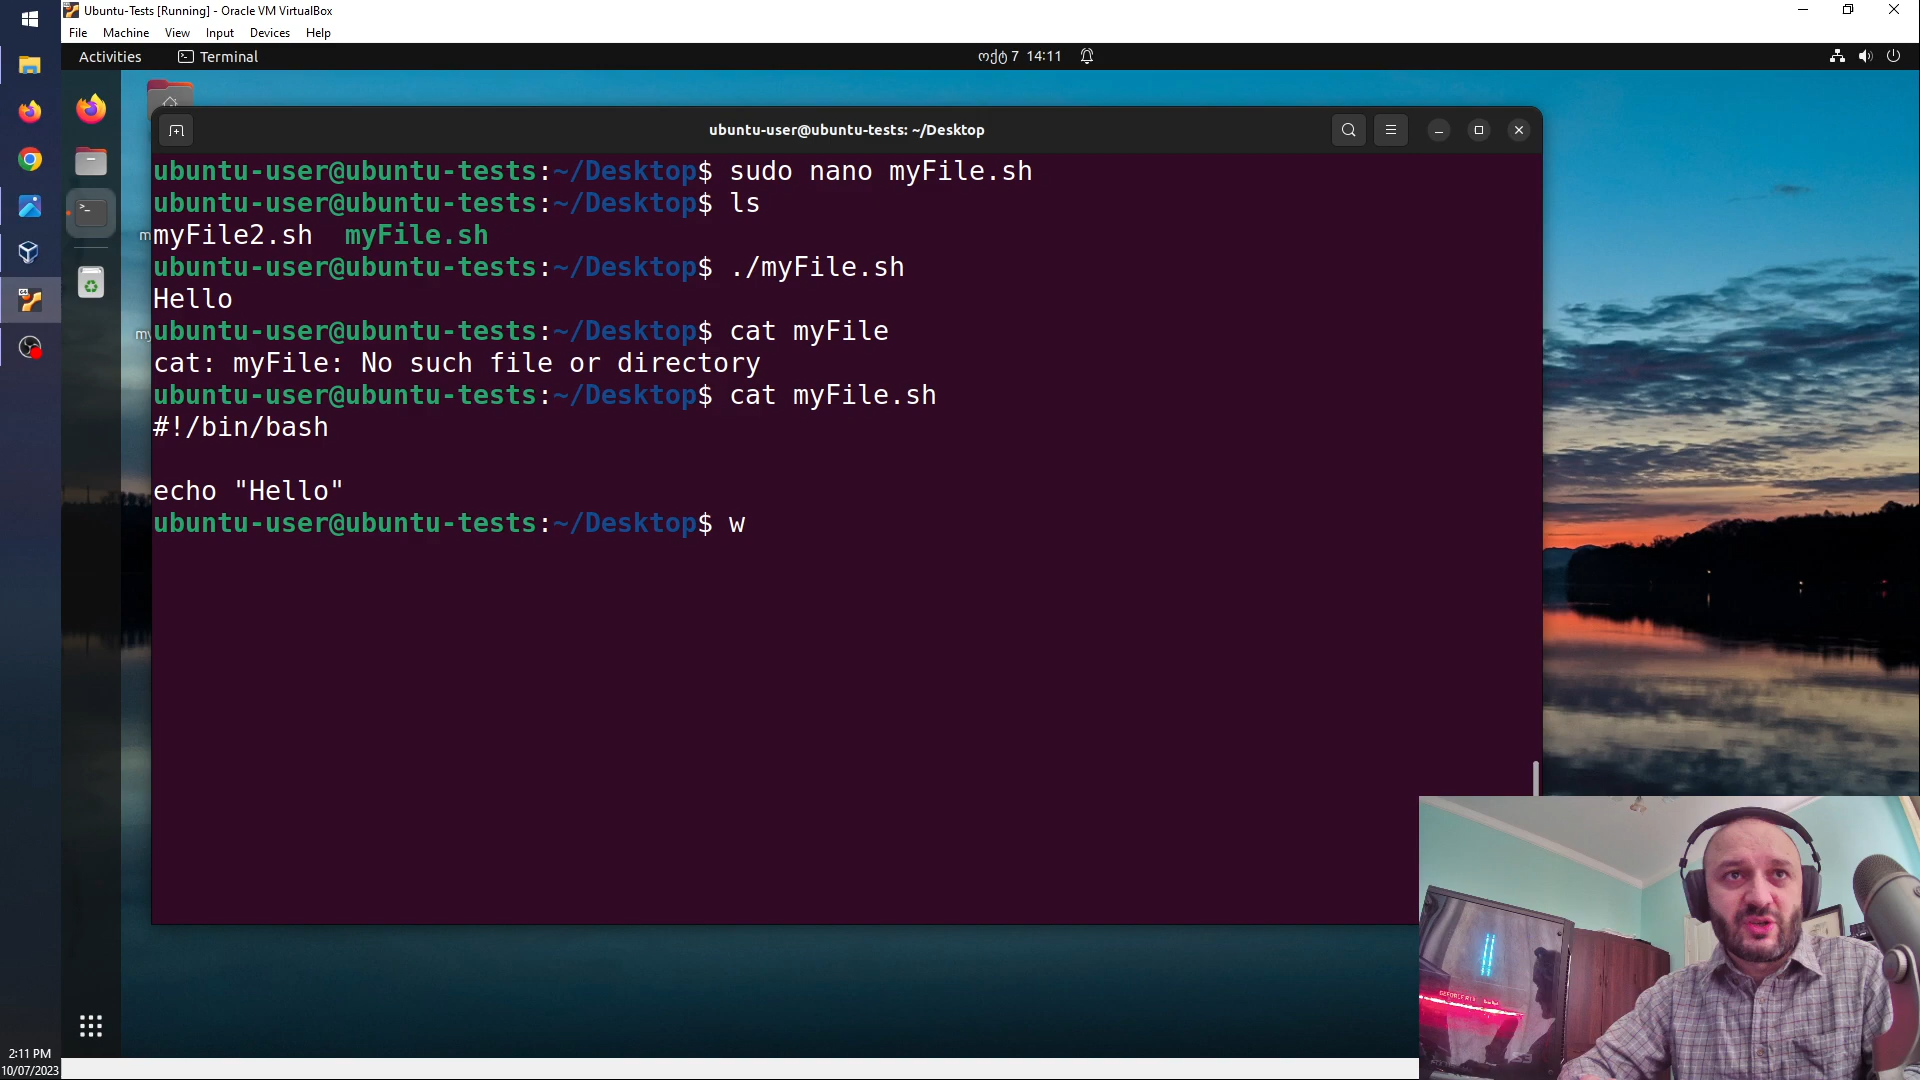 Ubuntu-Tests [Running] - Oracle VM VirtualBox
File Machine View Input Devices Help
Activities Terminal ოქტ 7 14:11
ubuntu-user@ubuntu-tests: ~/Desktop
ubuntu-user@ubuntu-tests:~/Desktop$ sudo nano myFile.sh
ubuntu-user@ubuntu-tests:~/Desktop$ ls
myFile2.sh  myFile.sh
ubuntu-user@ubuntu-tests:~/Desktop$ ./myFile.sh
Hello
ubuntu-user@ubuntu-tests:~/Desktop$ cat myFile
cat: myFile: No such file or directory
ubuntu-user@ubuntu-tests:~/Desktop$ cat myFile.sh
#!/bin/bash
echo "Hello"
ubuntu-user@ubuntu-tests:~/Desktop$ w
GEFORCE RTX
2:11 PM
10/07/2023